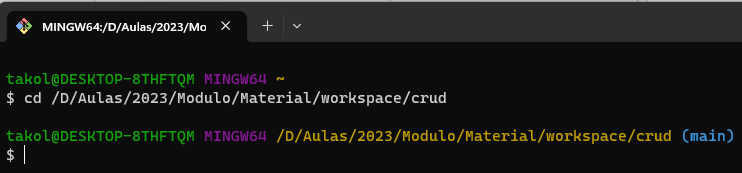 MINGW64:/D/Aulas/2023/Mo
takol@DESKTOP-8THFTQM MINGW64 ~
$ cd /D/Aulas/2023/Modulo/Material/workspace/crud
takol@DESKTOP-8THFTQM MINGW64 /D/Aulas/2023/Modulo/Material/workspace/crud (main)
$